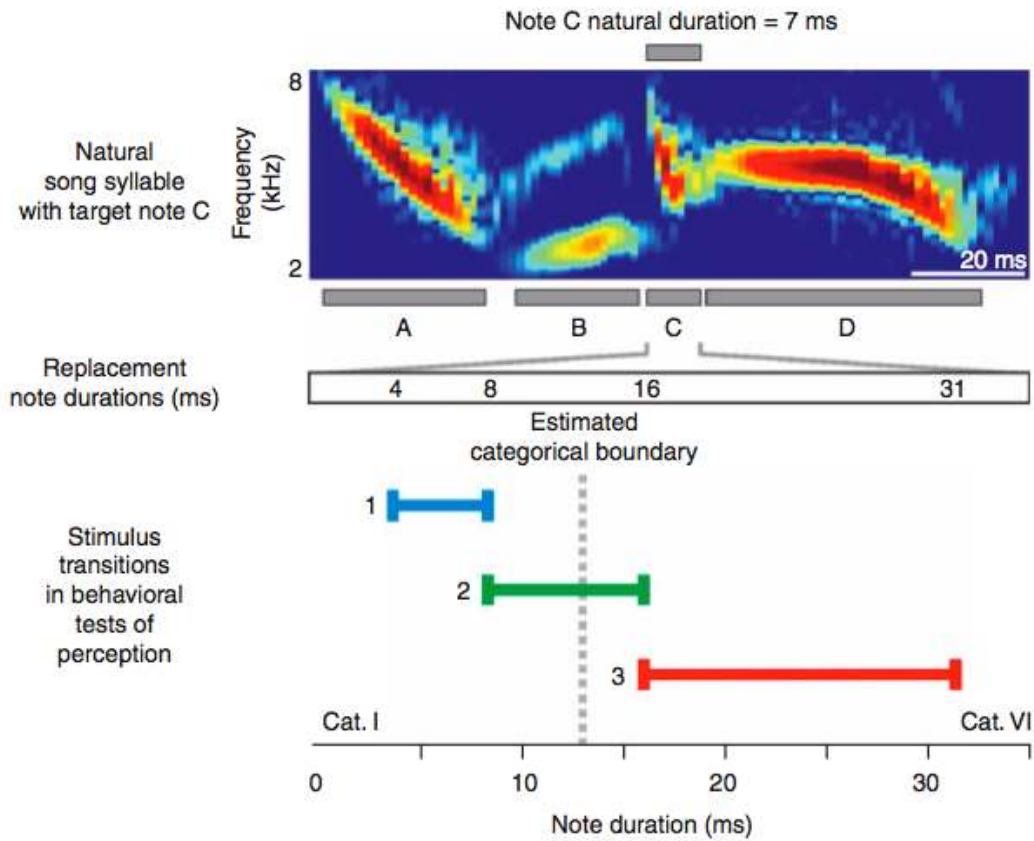 Note C natural duration = 7 ms
8
Natural
song syllable
with target note C
Frequency
(kHz)
2
20 ms
A B C D
Replacement
note durations (ms)
4 8 16 31
Estimated
categorical boundary
1
Stimulus
transitions
in behavioral
tests of
perception
2
3
Cat. I Cat. VI
0 10 20 30
Note duration (ms)